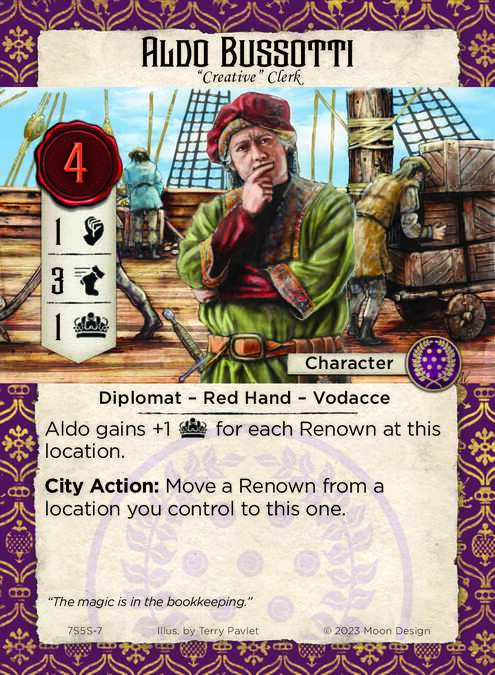 Aldo Bussotti
"Creative" Clerk
4
1
3
1
Character
Diplomat – Red Hand – Vodacce
Aldo gains +1 for each Renown at this
location.
City Action: Move a Renown from a
location you control to this one.
"The magic is in the bookkeeping."
7S5S-7 Illus. by Terry Pavlet © 2023 Moon Design